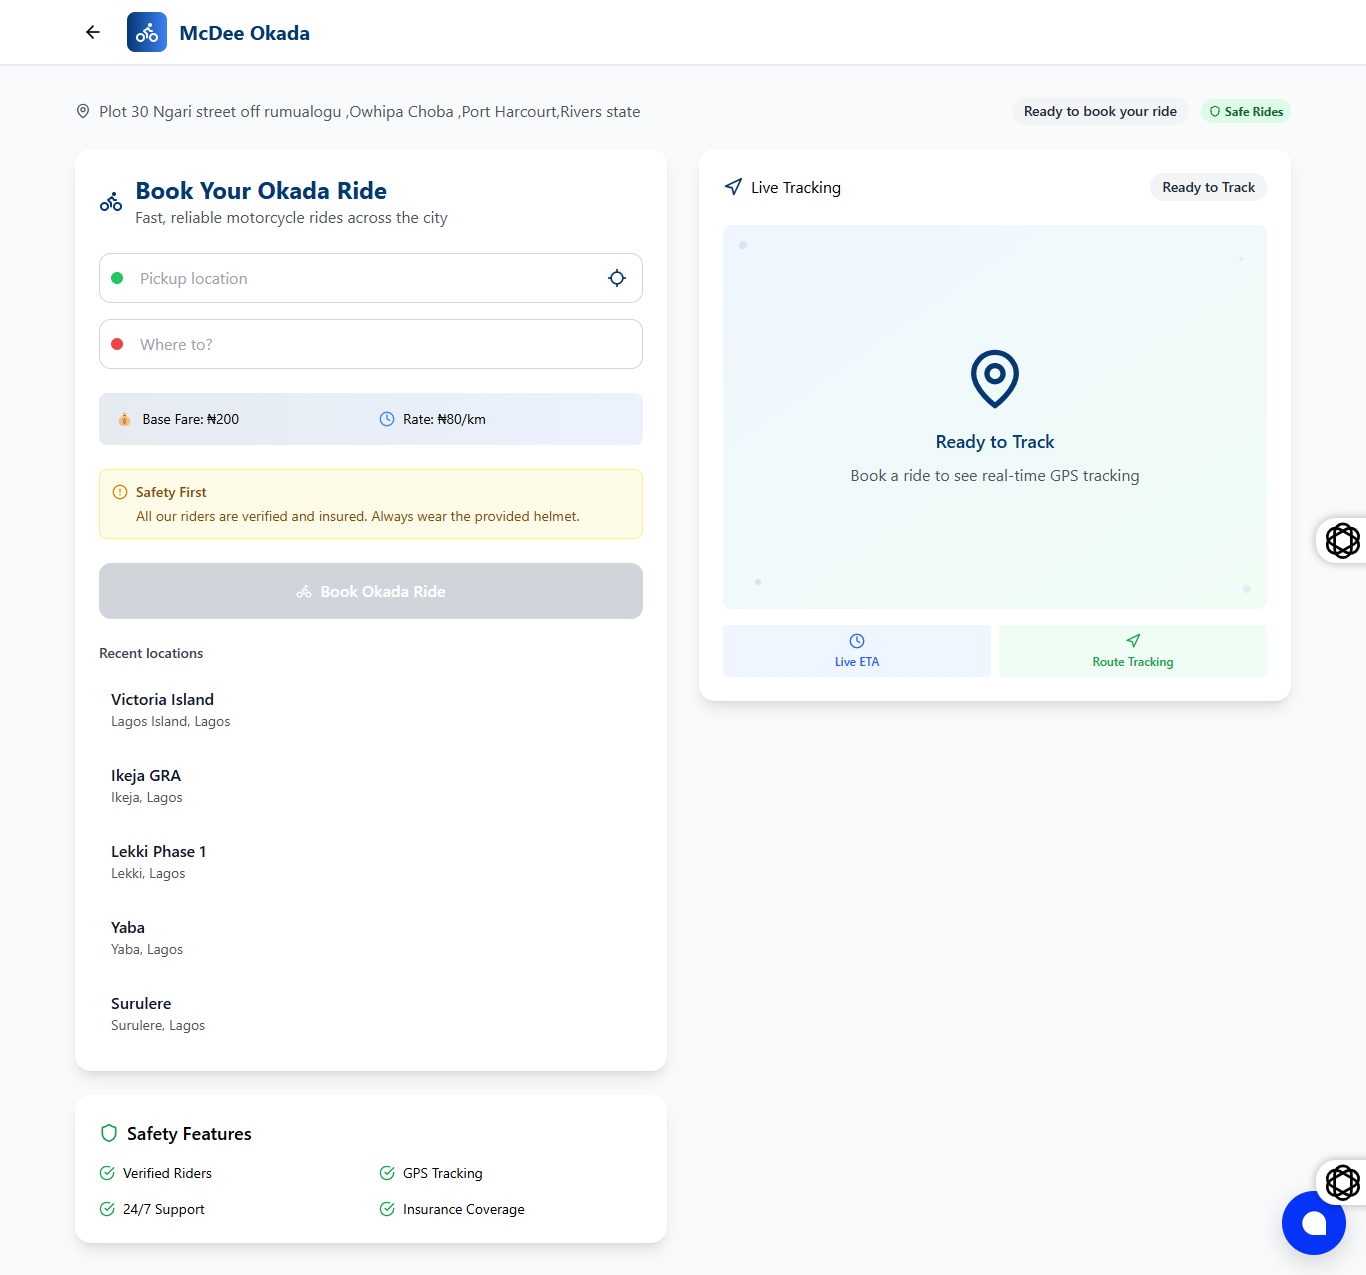 McDee Okada
Plot 30 Ngari street off rumualogu ,Owhipa Choba ,Port Harcourt,Rivers state
Ready to book your ride
Safe Rides
Book Your Okada Ride
Fast, reliable motorcycle rides across the city
Pickup location
Where to?
Base Fare: ₦200
Rate: ₦80/km
Safety First
All our riders are verified and insured. Always wear the provided helmet.
Book Okada Ride
Recent locations
Victoria Island
Lagos Island, Lagos
Ikeja GRA
Ikeja, Lagos
Lekki Phase 1
Lekki, Lagos
Yaba
Yaba, Lagos
Surulere
Surulere, Lagos
Safety Features
Verified Riders
GPS Tracking
24/7 Support
Insurance Coverage
Live Tracking
Ready to Track
Ready to Track
Book a ride to see real-time GPS tracking
Live ETA
Route Tracking